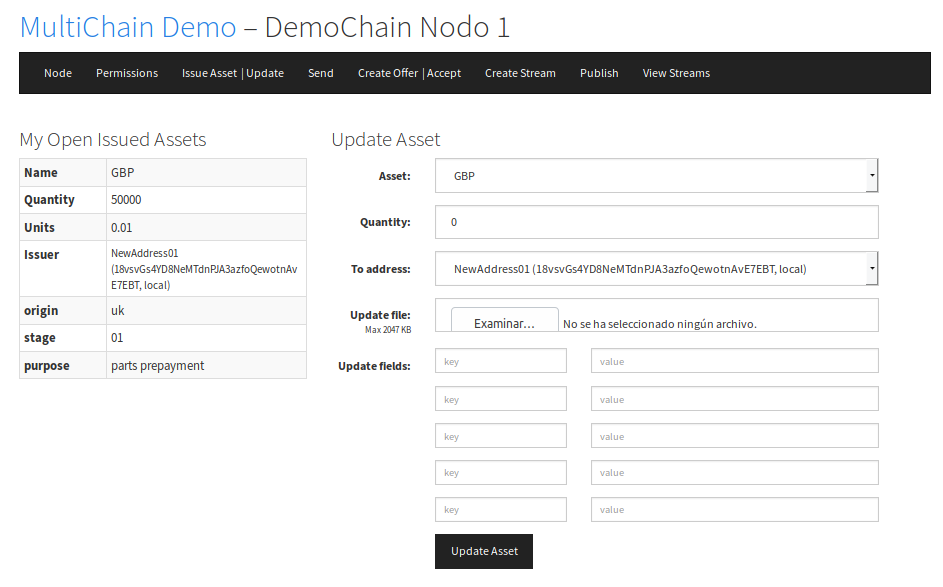 MultiChain Demo – DemoChain Nodo 1
Node Permissions Issue Asset | Update Send Create Offer | Accept Create Stream Publish View Streams
My Open Issued Assets
Name GBP
Quantity 50000
Units 0.01
Issuer NewAddress01
(18vsvGs4YD8NeMTdnPJA3azfoQewotnAv
E7EBT, local)
origin uk
stage 01
purpose parts prepayment
Update Asset
Asset: GBP
Quantity: 0
To address: NewAddress01 (18vsvGs4YD8NeMTdnPJA3azfoQewotnAvE7EBT, local)
Update file: Examinar... No se ha seleccionado ningún archivo.
Max 2047 KB
Update fields: key value
key value
key value
key value
key value
Update Asset